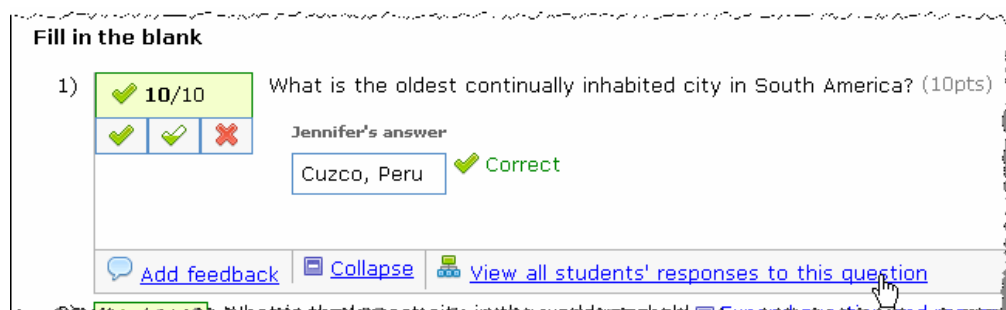 Fill in the blank
1) 10/10 What is the oldest continually inhabited city in South America? (10pts)
Jennifer's answer
Cuzco, Peru Correct
Add feedback Collapse View all students' responses to this question